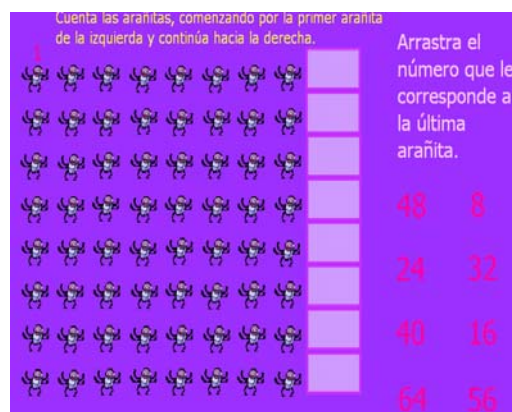 Cuenta las arañitas, comenzando por la primer arañita
de la izquierda y continúa hacia la derecha.
1
Arrastra el
número que le
corresponde a
la última
arañita.
48 8
24 32
40 16
64 56